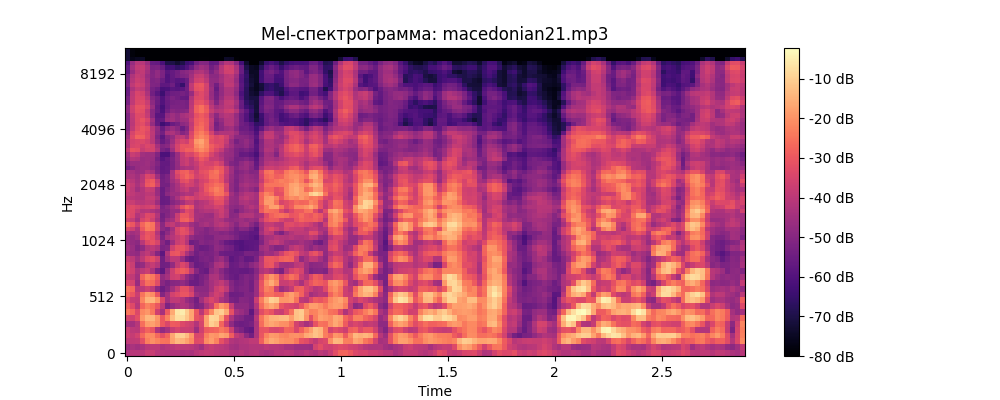 Mel-спектрограмма: macedonian21.mp3
8192
4096
2048
1024
512
0
Hz
0
0.5
1
1.5
2
2.5
Time
-10 dB
-20 dB
-30 dB
-40 dB
-50 dB
-60 dB
-70 dB
-80 dB